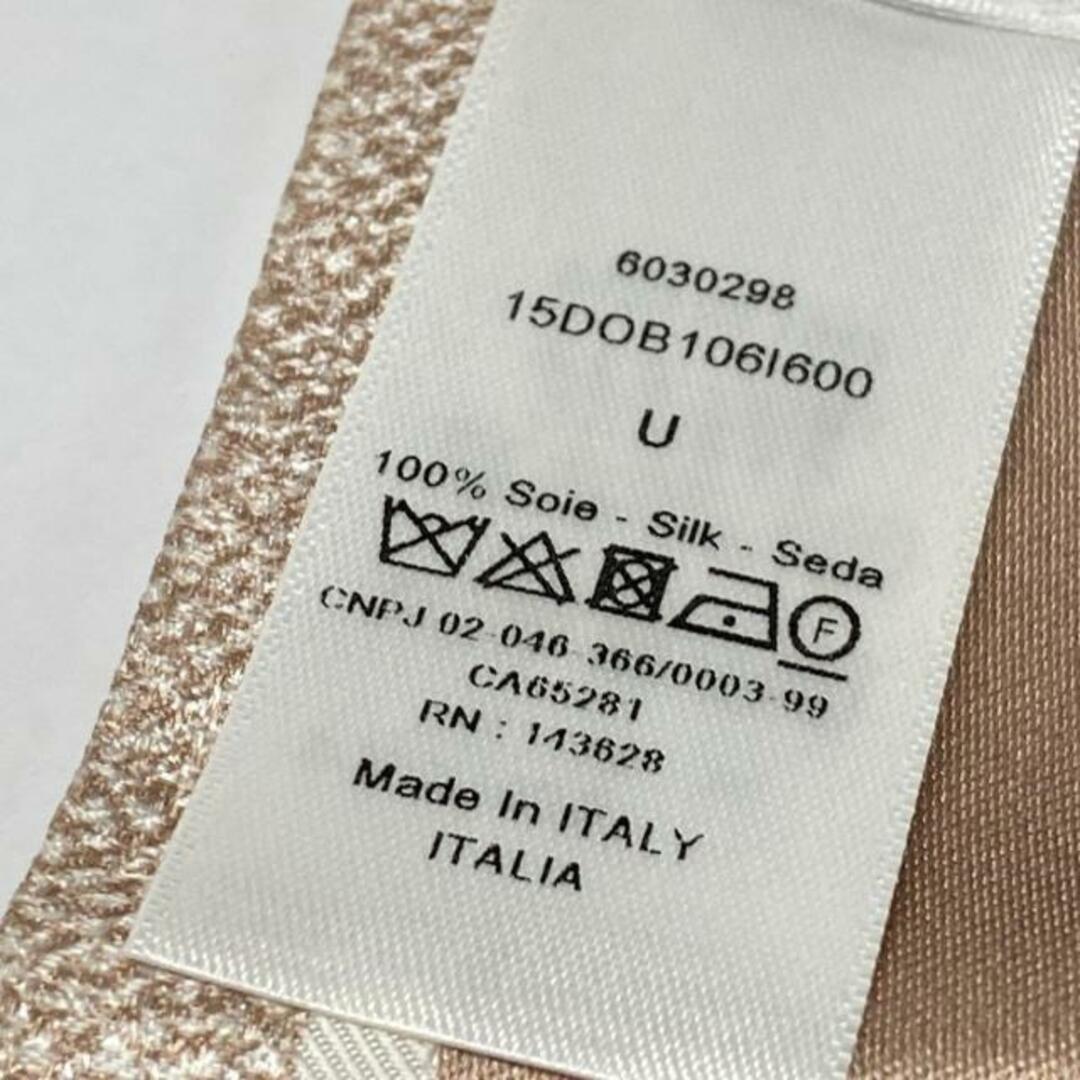 6030298
15DOB106I600
U
100% Soie - Silk - Seda
F
CNPJ 02-046-366/0003-99
CA65281
RN : 143628
Made In ITALY
ITALIA